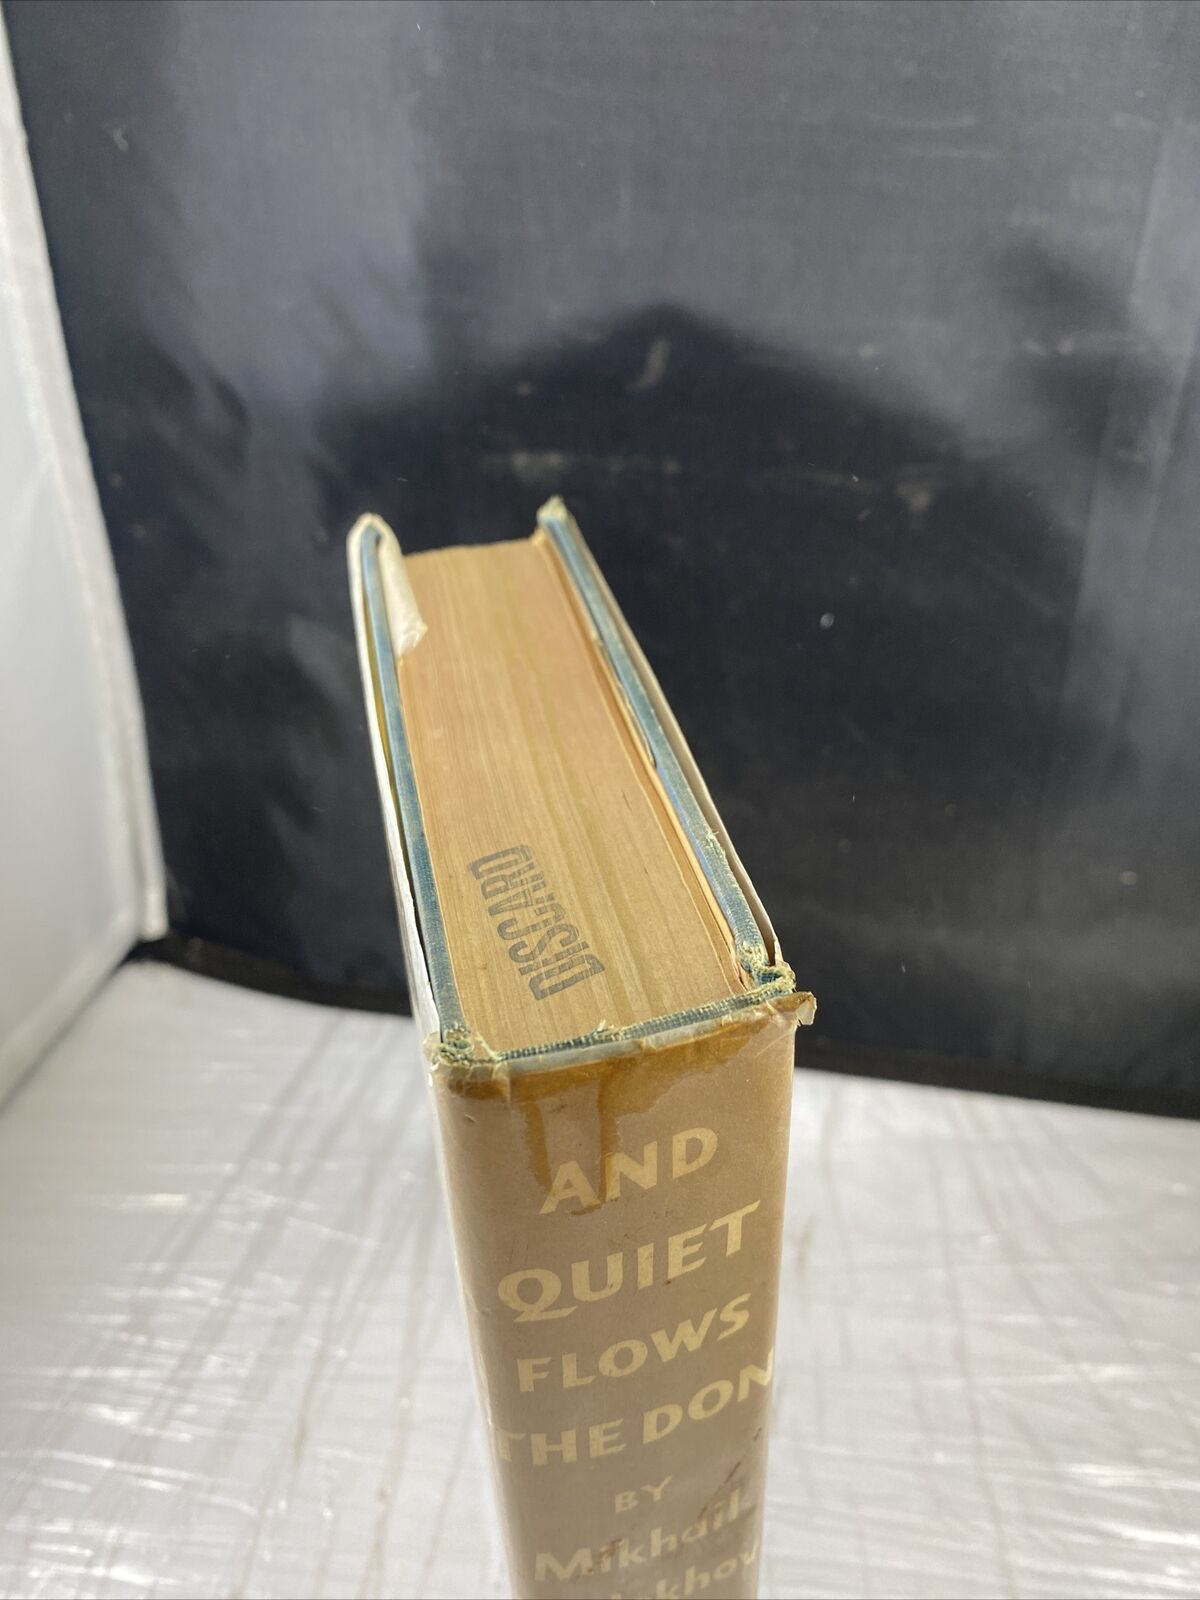 DISCARD
AND
QUIET
FLOWS
THE DON
BY
Mikhail